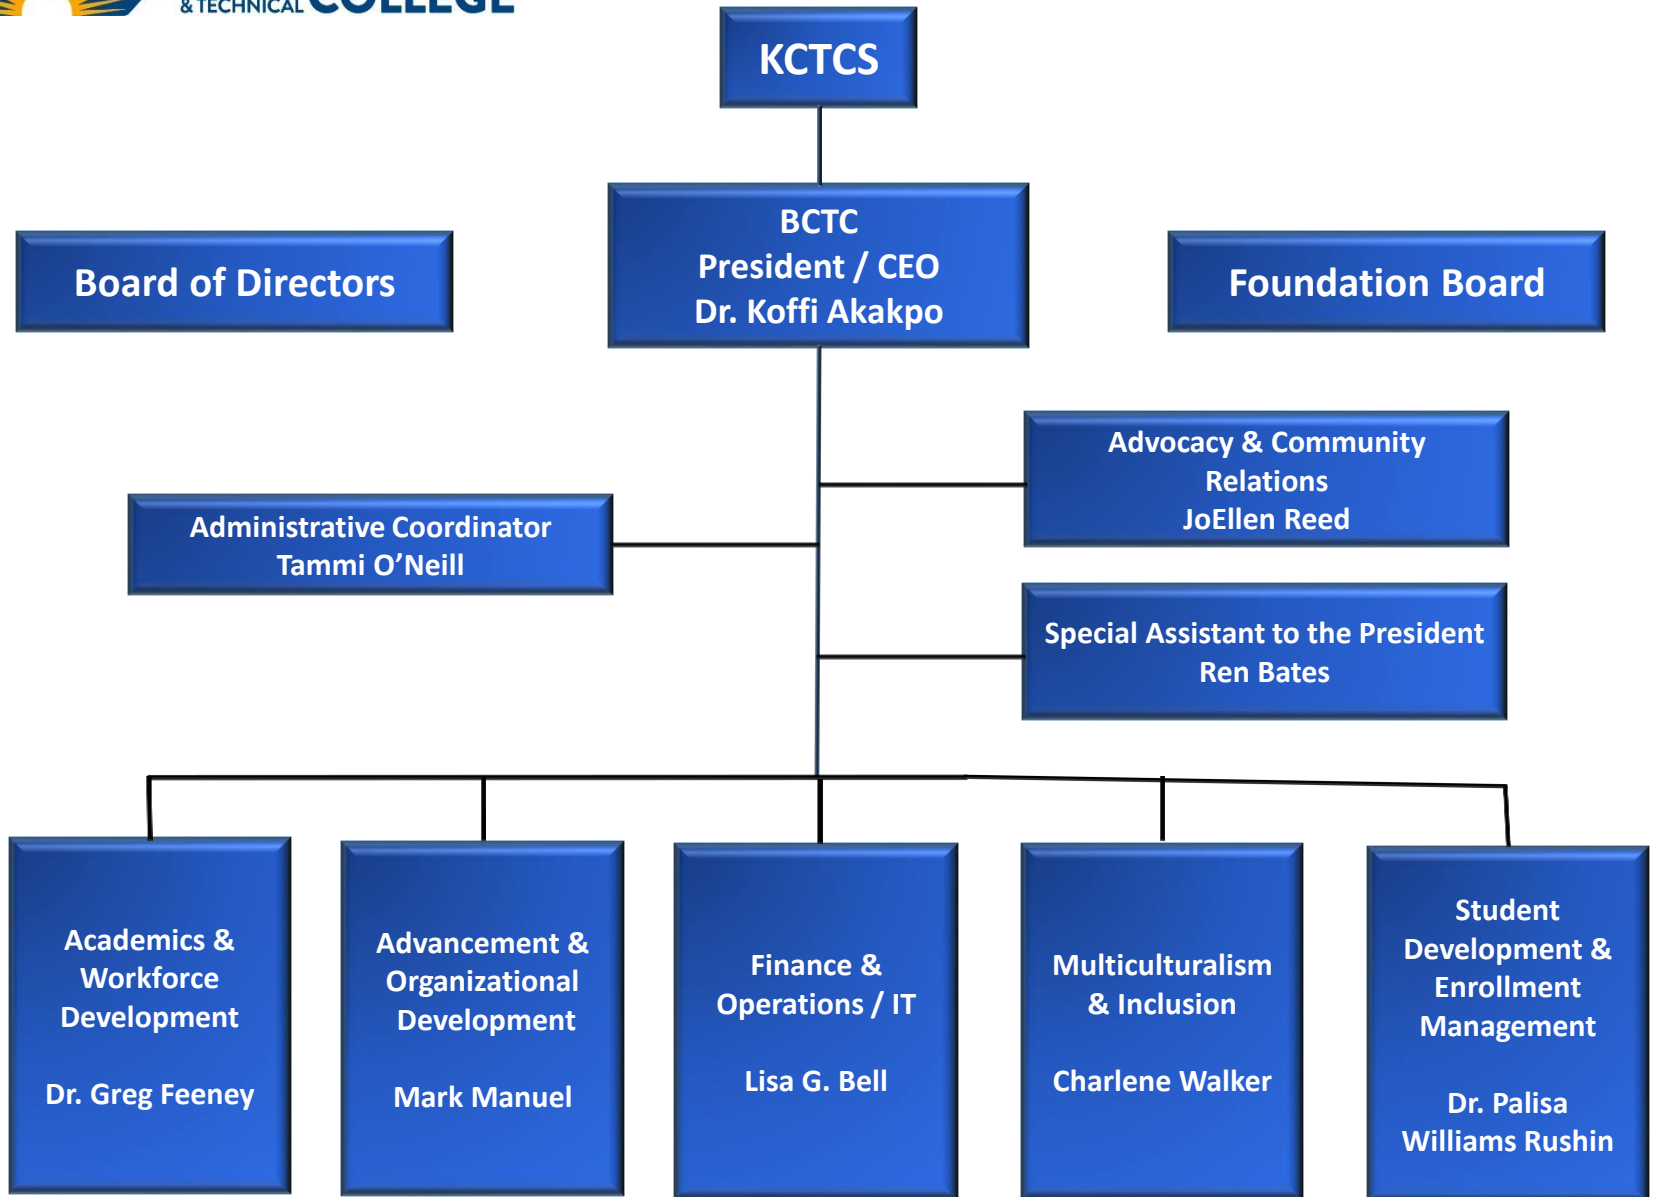 & TECHNICAL COLLEGE
KCTCS
BCTC
President / CEO
Dr. Koffi Akakpo
Board of Directors
Foundation Board
Advocacy & Community
Relations
JoEllen Reed
Administrative Coordinator
Tammi O’Neill
Special Assistant to the President
Ren Bates
Academics &
Workforce
Development
Dr. Greg Feeney
Advancement &
Organizational
Development
Mark Manuel
Finance &
Operations / IT
Lisa G. Bell
Multiculturalism
& Inclusion
Charlene Walker
Student
Development &
Enrollment
Management
Dr. Palisa
Williams Rushin